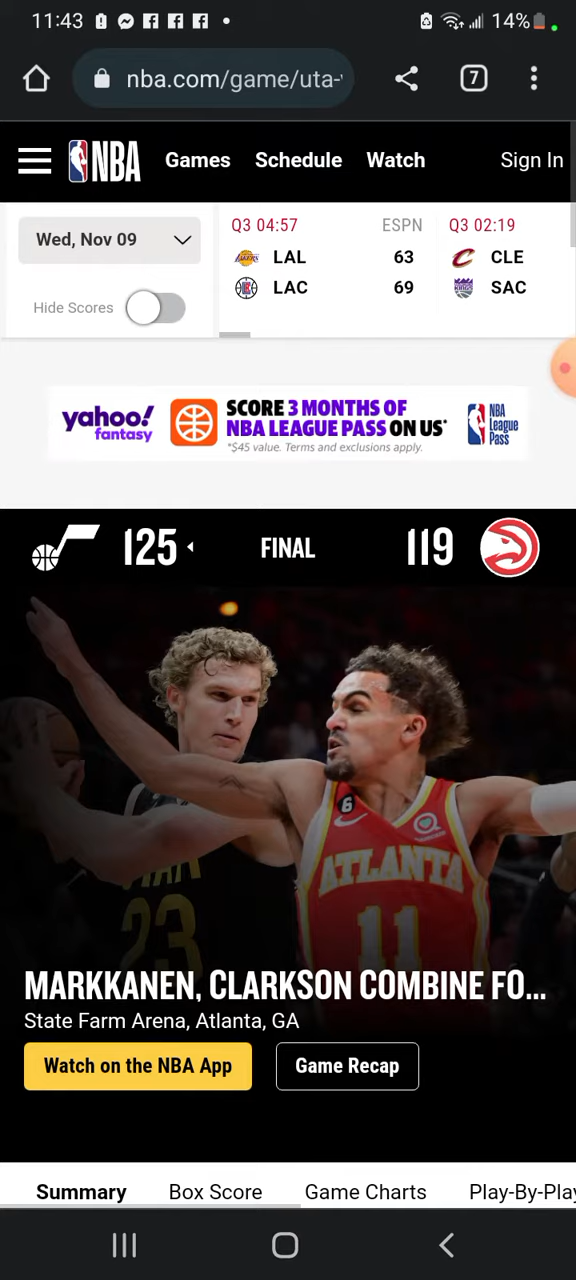 11:43 14%
nba.com/game/uta- 7
NBA Games Schedule Watch Sign In
Wed, Nov 09
Hide Scores
Q3 04:57 ESPN
LAL 63
LAC 69
Q3 02:19
CLE
SAC
yahoo! fantasy
SCORE 3 MONTHS OF
NBA LEAGUE PASS ON US*
*$45 value. Terms and exclusions apply.
NBA
League
Pass
125 FINAL 119
6
ATLANTA
11
UTAH
23
MARKKANEN, CLARKSON COMBINE FO...
State Farm Arena, Atlanta, GA
Watch on the NBA App Game Recap
Summary Box Score Game Charts Play-By-Play